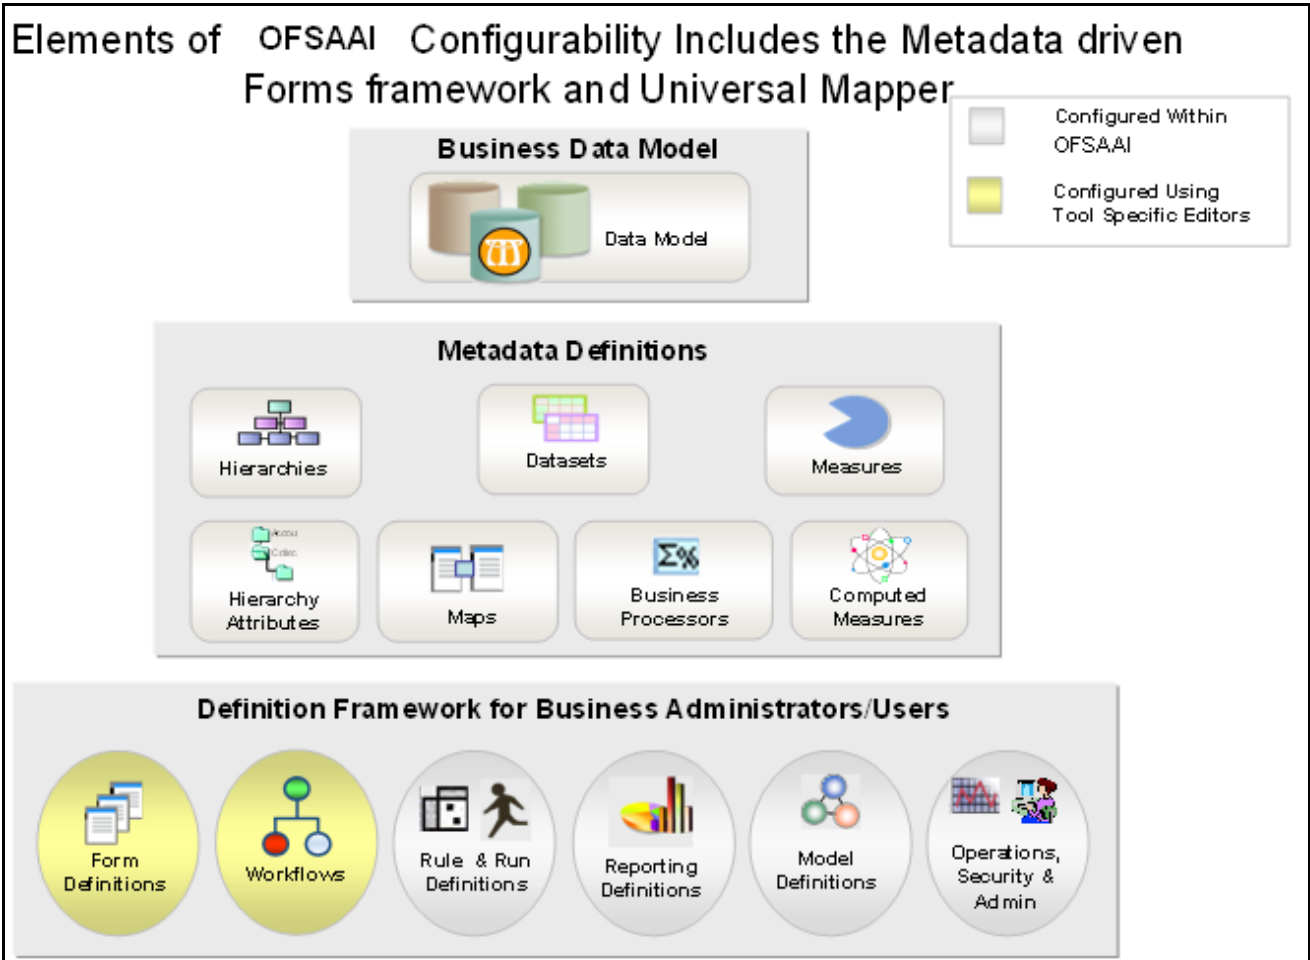 Elements of OFSAAI Configurability Includes the Metadata driven
Forms framework and Universal Mapper
Configured Within
OFSAAI
Configured Using
Tool Specific Editors
Business Data Model
Data Model
Metadata Definitions
Hierarchies
Datasets
Measures
Hierarchy
Attributes
Maps
Σ%
Business
Processors
Computed
Measures
Definition Framework for Business Administrators/Users
Form
Definitions
Workflows
Rule & Run
Definitions
Reporting
Definitions
Model
Definitions
Operations,
Security &
Admin